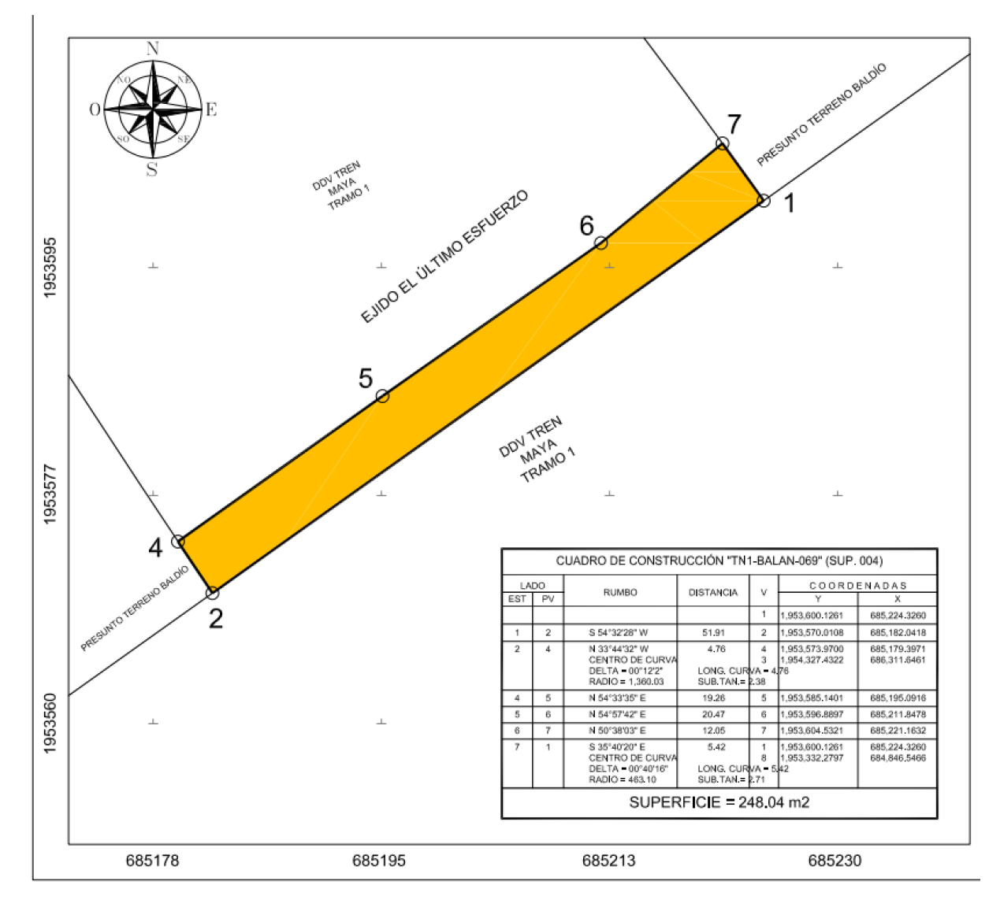 N
NO
NE
O
E
SO
SE
S
7
PRESUNTO TERRENO BALDÍO
DDV TREN
MAYA
TRAMO 1
EJIDO EL ÚLTIMO ESFUERZO
1
6
1953595
5
DDV TREN
MAYA
TRAMO 1
1953577
4
PRESUNTO TERRENO BALDÍO
2
CUADRO DE CONSTRUCCIÓN "TN1-BALAN-069" (SUP. 004)
LADO RUMBO DISTANCIA V COORDENADAS
EST PV Y X
1 1,953,600.1261 685,224.3260
1 2 S 54°32'28" W 51.91 2 1,953,570.0108 685,182.0418
2 4 N 33°44'32" W 4.76 4 1,953,573.9700 685,179.3971
CENTRO DE CURVA 3 1,954,327.4322 686,311.6461
DELTA = 00°12'2" LONG. CURVA = 4.76
RADIO = 1,360.03 SUB.TAN.= 2.38
4 5 N 54°33'35" E 19.26 5 1,953,585.1401 685,195.0916
5 6 N 54°57'42" E 20.47 6 1,953,596.8897 685,211.8478
6 7 N 50°38'03" E 12.05 7 1,953,604.5321 685,221.1632
7 1 S 35°40'20" E 5.42 1 1,953,600.1261 685,224.3260
CENTRO DE CURVA 8 1,953,332.2797 684,846.5466
DELTA = 00°40'16" LONG. CURVA = 5.42
RADIO = 463.10 SUB.TAN.= 2.71
SUPERFICIE = 248.04 m2
1953560
685178 685195 685213 685230